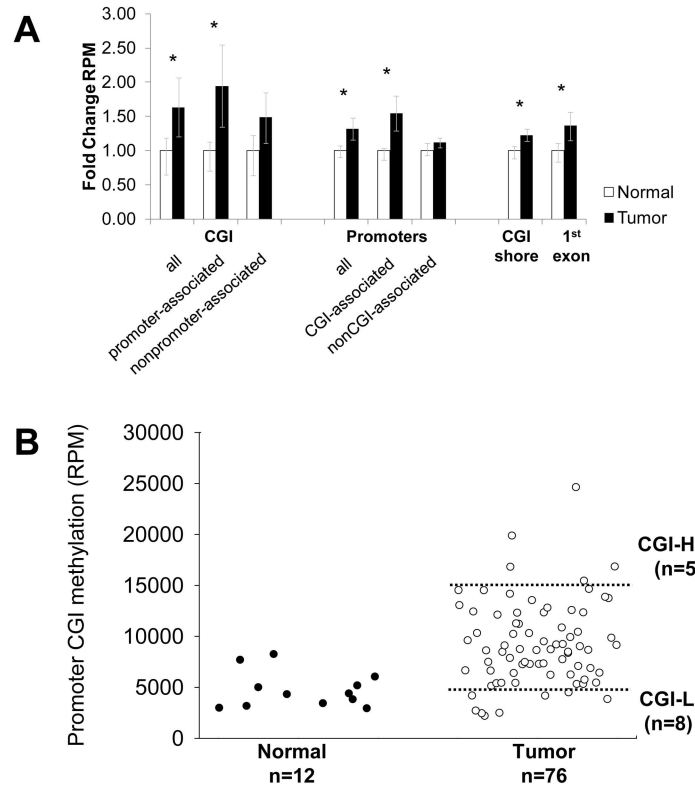 A
Fold Change RPM
3.00
2.50
2.00
1.50
1.00
0.50
0.00
* * * * * *
Normal
Tumor
CGI
Promoters
CGI shore
1st exon
all
promoter-associated
nonpromoter-associated
all
CGI-associated
nonCGI-associated
B
Promoter CGI methylation (RPM)
30000
25000
20000
15000
10000
5000
0
CGI-H
(n=5
CGI-L
(n=8)
Normal
n=12
Tumor
n=76